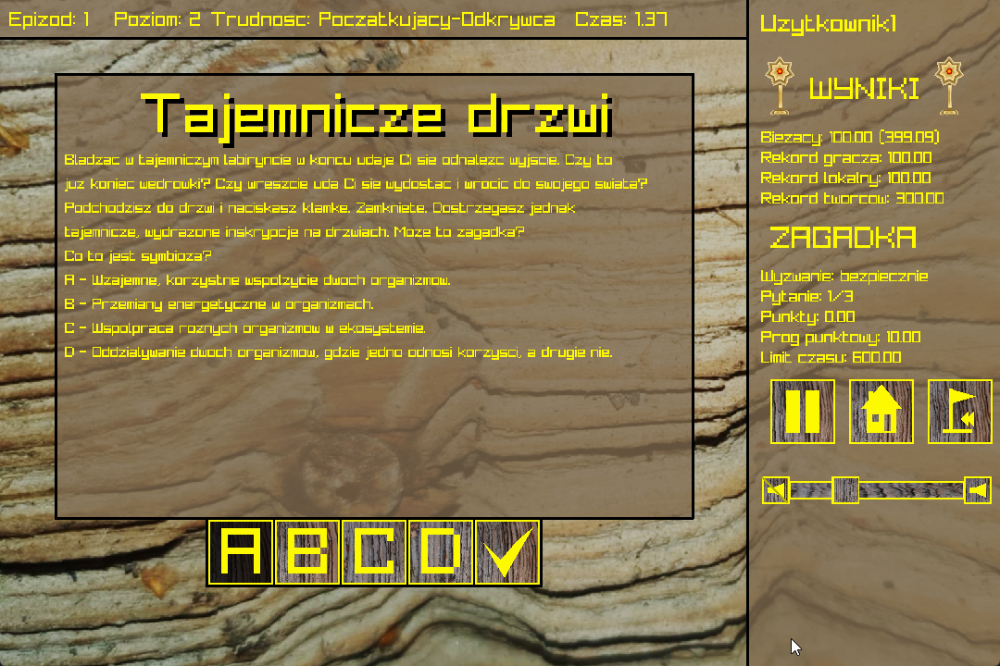 Epizod: 1 Poziom: 2 Trudnosc: Poczatkujacy-Odkrywca Czas: 1.37
Uzytkownik1
WYNIKI
Biezacy: 100.00 (399.09)
Rekord gracza: 100.00
Rekord lokalny: 100.00
Rekord tworcow: 300.00
ZAGADKA
Wyzwanie: bezpiecznie
Pytanie: 1/3
Punkty: 0.00
Prog punktowy: 10.00
Limit czasu: 600.00
Tajemnicze drzwi
Bladzac w tajemniczym labiryncie w koncu udaje Ci sie odnalezc wyjscie. Czy to
juz koniec wedrowki? Czy wreszcie uda Ci sie wydostac i wrocic do swojego swiata?
Podchodzisz do drzwi i naciskasz klamke. Zamkniete. Dostrzegasz jednak
tajemnicze, wydrazone inskrypcje na drzwiach. Moze to zagadka?
Co to jest symbioza?
A - Wzajemne, korzystne wspolzycie dwoch organizmow.
B - Przemiany energetyczne w organizmach.
C - Wspolpraca roznych organizmow w ekosystemie.
D - Oddzialywanie dwoch organizmow, gdzie jedno odnosi korzysci, a drugie nie.
A B C D